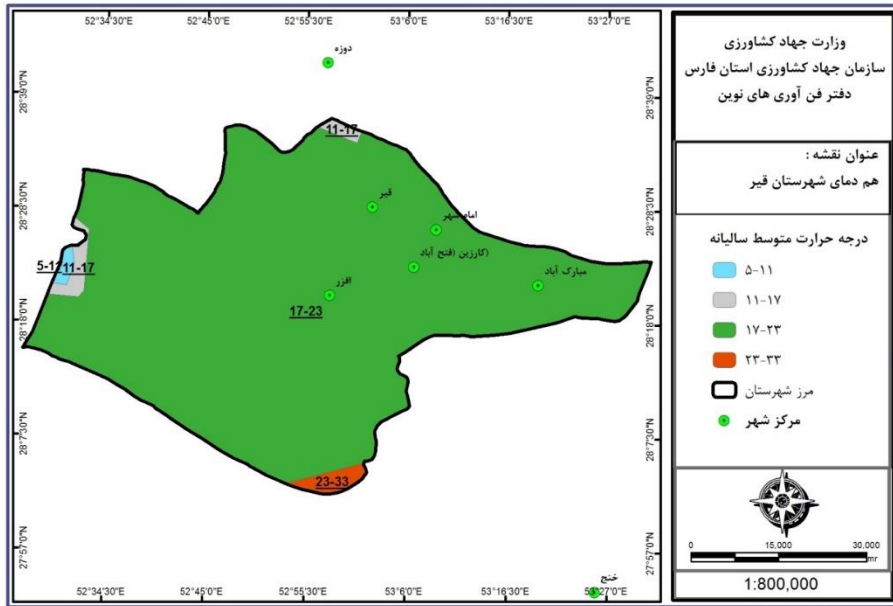 52°34'30"E 52°45'0"E 52°55'30"E 53°6'0"E 53°16'30"E 53°27'0"E
28°39'0"N
28°28'30"N
28°18'0"N
28°7'30"N
27°57'0"N
دوزه
11-17
قیر
امام شهر
کارزین (فتح آباد)
مبارک آباد
افزر
5-11
11-17
17-23
23-33
خنج
28°39'0"N
28°28'30"N
28°18'0"N
28°7'30"N
27°57'0"N
52°34'30"E 52°45'0"E 52°55'30"E 53°6'0"E 53°16'30"E 53°27'0"E
وزارت جهاد کشاورزی
سازمان جهاد کشاورزی استان فارس
دفتر فن آوری های نوین
عنوان نقشه :
هم دمای شهرستان قیر
درجه حرارت متوسط سالیانه
۵-۱۱
۱۱-۱۷
۱۷-۲۳
۲۳-۳۳
مرز شهرستان
مرکز شهر
0 15,000 30,000
mr
1:800,000